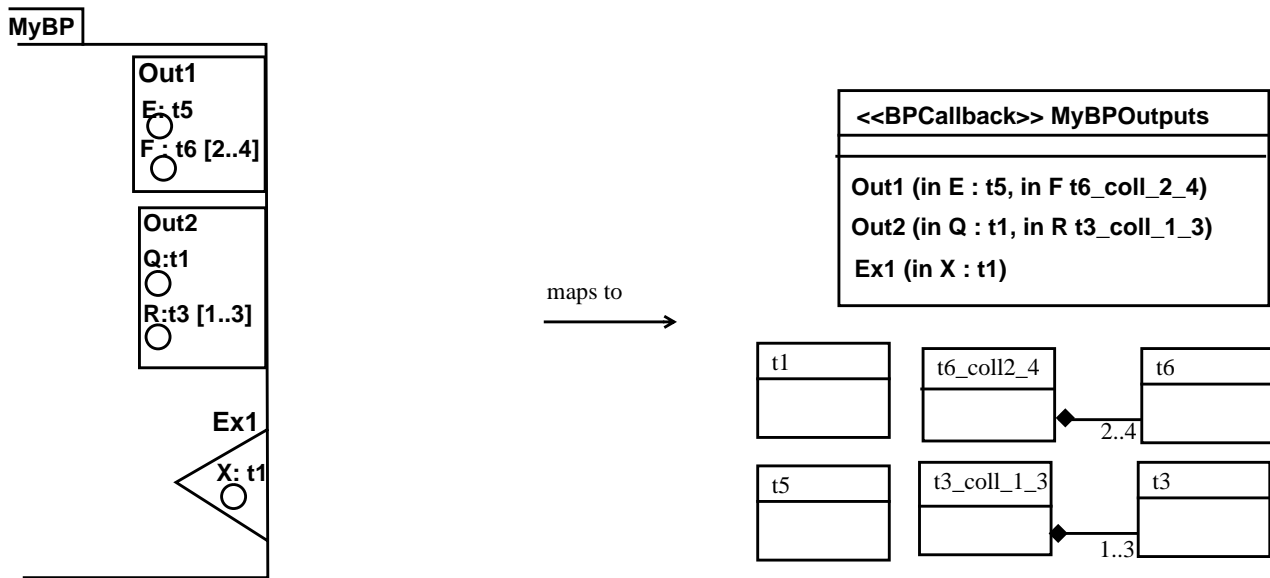 MyBP
Out1
E: t5
F : t6 [2..4]
Out2
Q:t1
R:t3 [1..3]
Ex1
X: t1
maps to
<<BPCallback>> MyBPOutputs
Out1 (in E : t5, in F t6_coll_2_4)
Out2 (in Q : t1, in R t3_coll_1_3)
Ex1 (in X : t1)
t1
t6_coll2_4
t6
2..4
t5
t3_coll_1_3
t3
1..3